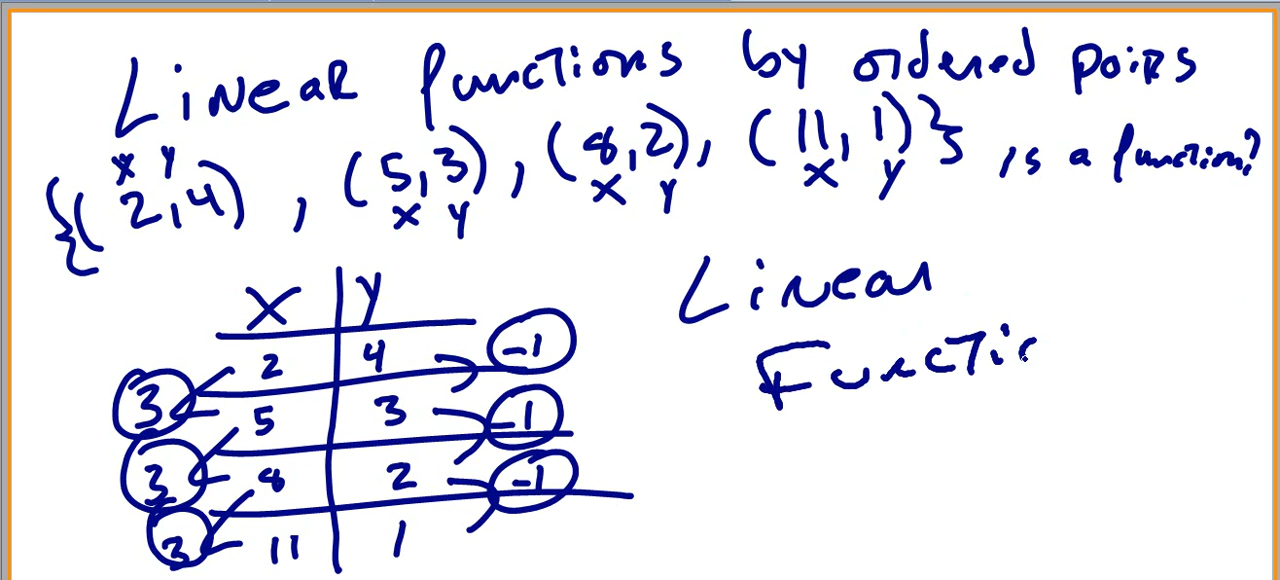 Linear functions by ordered pairs
x y
{(2,4), (5,3), (8,2), (11,1)} is a function?
x y x y x y
Linear
Functio
x y
2 4 -1
3
5 3 -1
3
8 2 -1
3
11 1